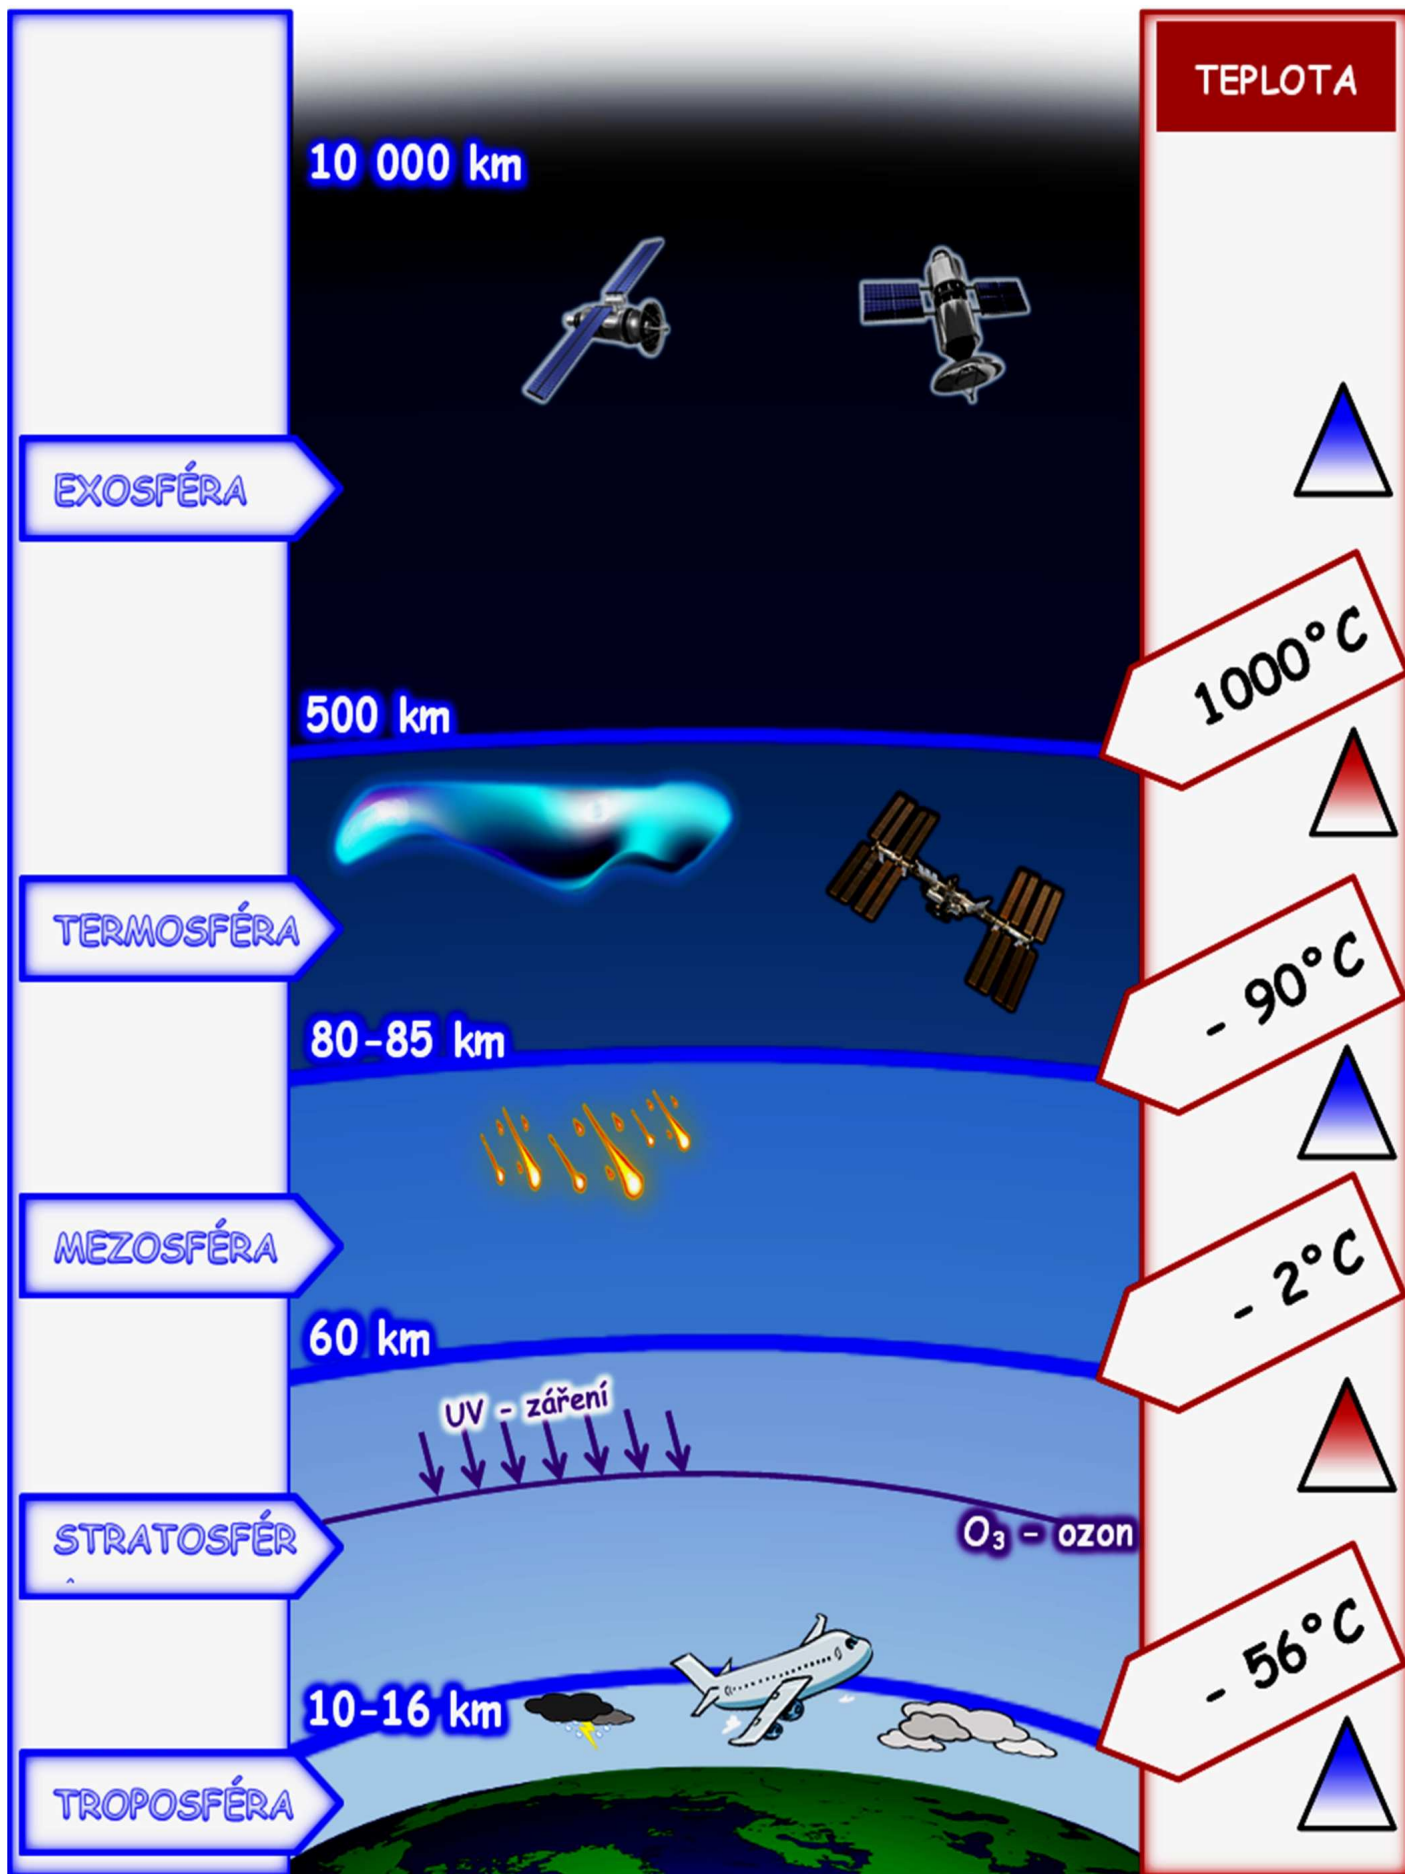 TEPLOTA
10 000 km
EXOSFÉRA
1000°C
500 km
TERMOSFÉRA
- 90°C
80-85 km
MEZOSFÉRA
- 2°C
60 km
UV - záření
STRATOSFÉR
O₃ - ozon
- 56°C
10-16 km
TROPOSFÉRA